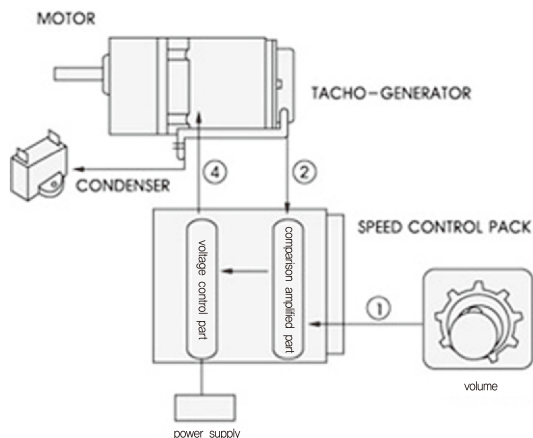 MOTOR
TACHO-GENERATOR
CONDENSER
④
②
SPEED CONTROL PACK
voltage control part
comparison amplified part
①
volume
power supply